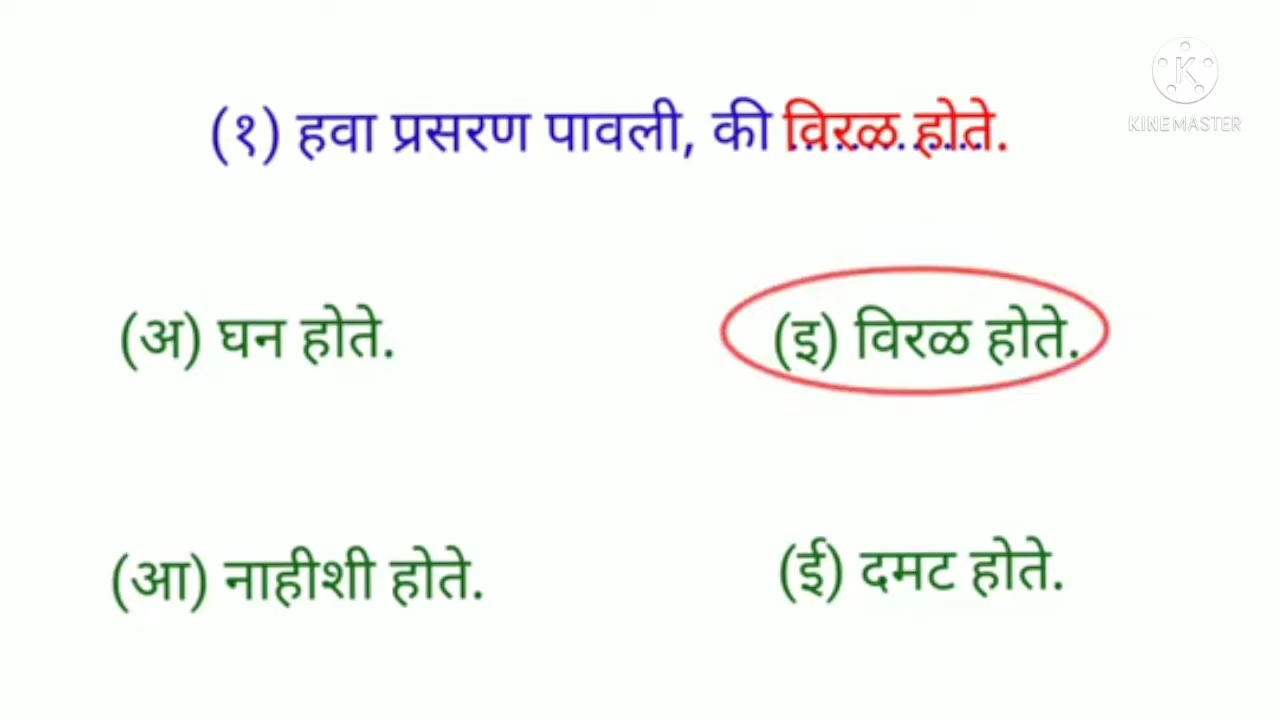 (१) हवा प्रसरण पावली, की विरळ होते.
(अ) घन होते.
(इ) विरळ होते.
(आ) नाहीशी होते.
(ई) दमट होते.
K
KINEMASTER